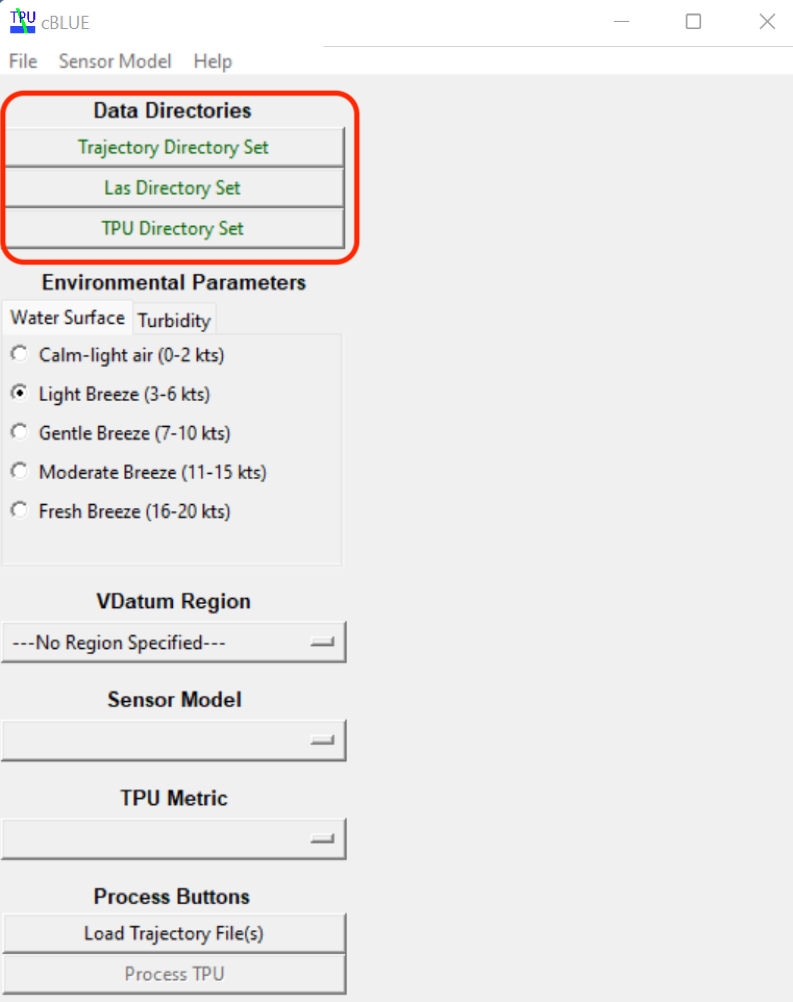 TPU cBLUE
File Sensor Model Help
Data Directories
Trajectory Directory Set
Las Directory Set
TPU Directory Set
Environmental Parameters
Water Surface Turbidity
Calm-light air (0-2 kts)
Light Breeze (3-6 kts)
Gentle Breeze (7-10 kts)
Moderate Breeze (11-15 kts)
Fresh Breeze (16-20 kts)
VDatum Region
---No Region Specified---
Sensor Model
TPU Metric
Process Buttons
Load Trajectory File(s)
Process TPU